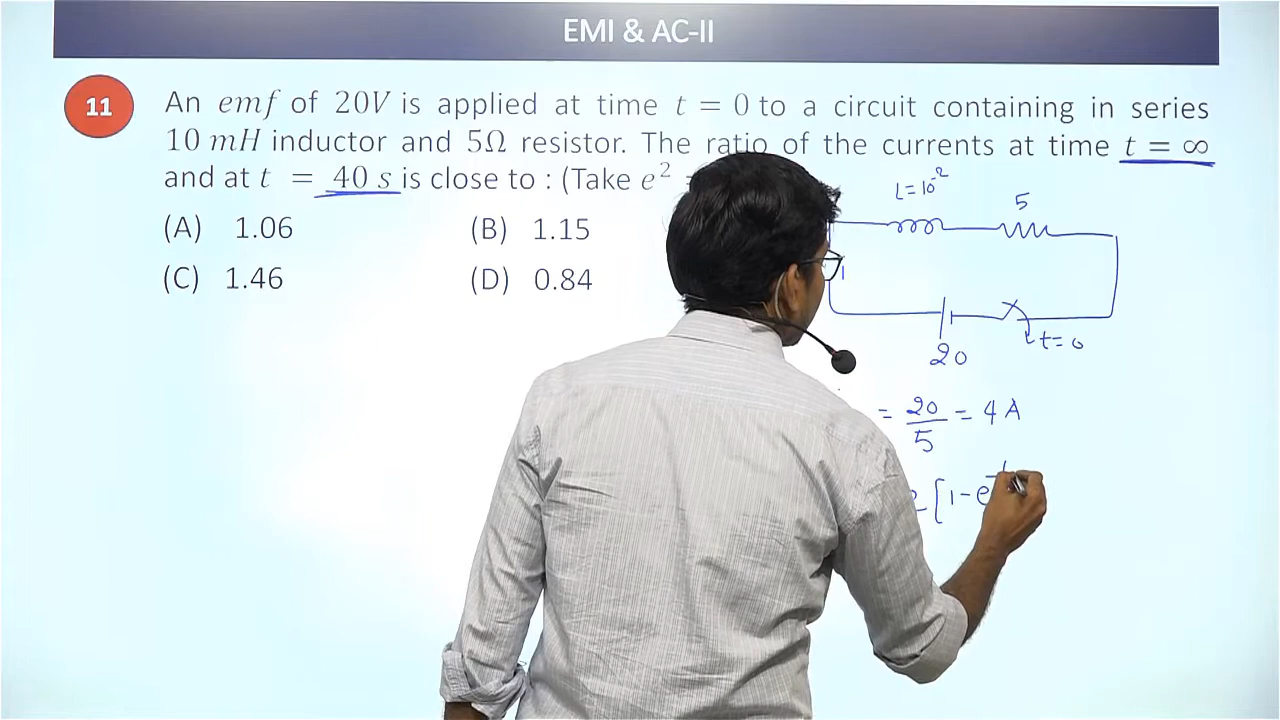 EMI & AC-II
11
An emf of 20V is applied at time t = 0 to a circuit containing in series
10 mH inductor and 5Ω resistor. The ratio of the currents at time t = ∞
and at t = 40 s is close to : (Take e²
(A) 1.06
(B) 1.15
(C) 1.46
(D) 0.84
L=10⁻²
5
20
t=0
= 20/5 = 4 A
[1-e